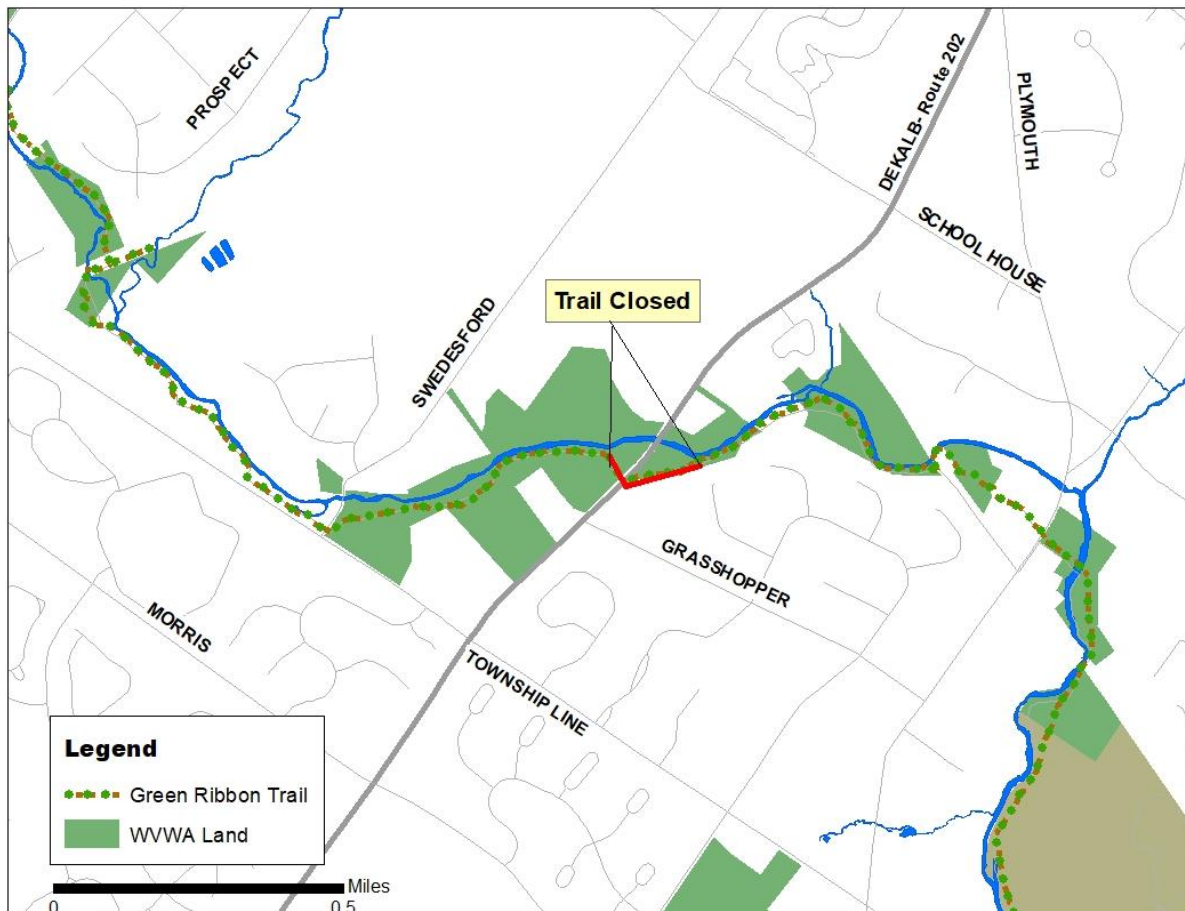 PROSPECT
DEKALB- Route 202
PLYMOUTH
SCHOOL HOUSE
Trail Closed
SWEDESFORD
GRASSHOPPER
MORRIS
TOWNSHIP LINE
Legend
Green Ribbon Trail
WVWA Land
Miles
0 0.5